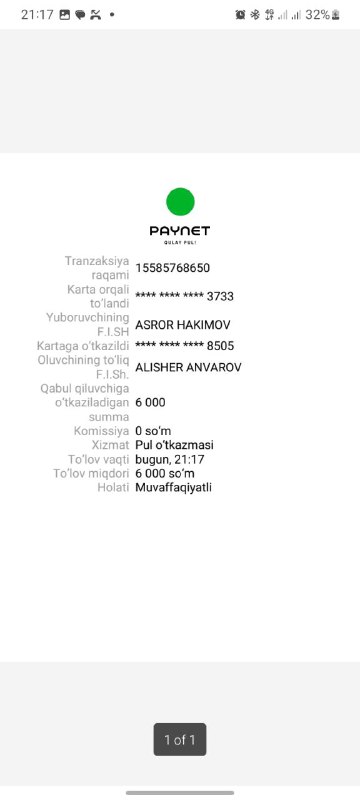 21:17
4G
32%
PAYNET
QULAY PUL!
Tranzaksiya
raqami 15585768650
Karta orqali
to‘landi **** **** **** 3733
Yuboruvchining
F.I.SH ASROR HAKIMOV
Kartaga o‘tkazildi **** **** **** 8505
Oluvchining to‘liq
F.I.Sh. ALISHER ANVAROV
Qabul qiluvchiga
o‘tkaziladigan 6 000
summa
Komissiya 0 so‘m
Xizmat Pul o‘tkazmasi
To‘lov vaqti bugun, 21:17
To‘lov miqdori 6 000 so‘m
Holati Muvaffaqiyatli
1 of 1